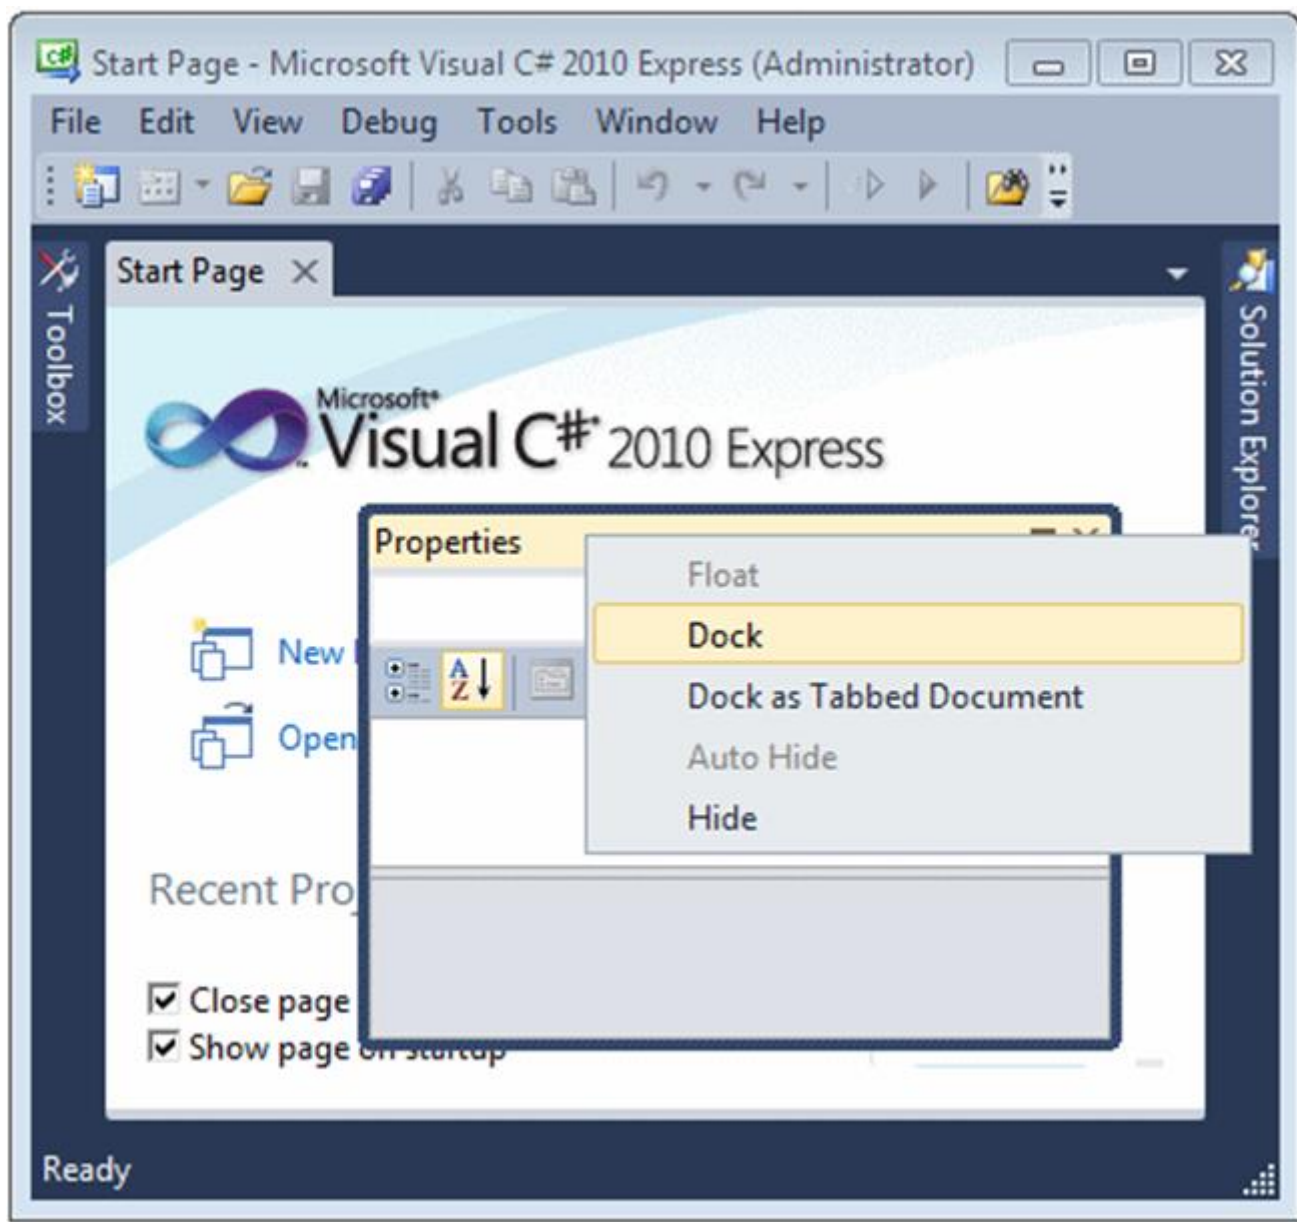 Start Page - Microsoft Visual C# 2010 Express (Administrator)
File Edit View Debug Tools Window Help
Toolbox
Start Page
Solution Explorer
Microsoft®
Visual C#® 2010 Express
Properties
Float
New
Dock
Dock as Tabbed Document
Open
Auto Hide
Hide
Recent
Close page
Show page on startup
Ready